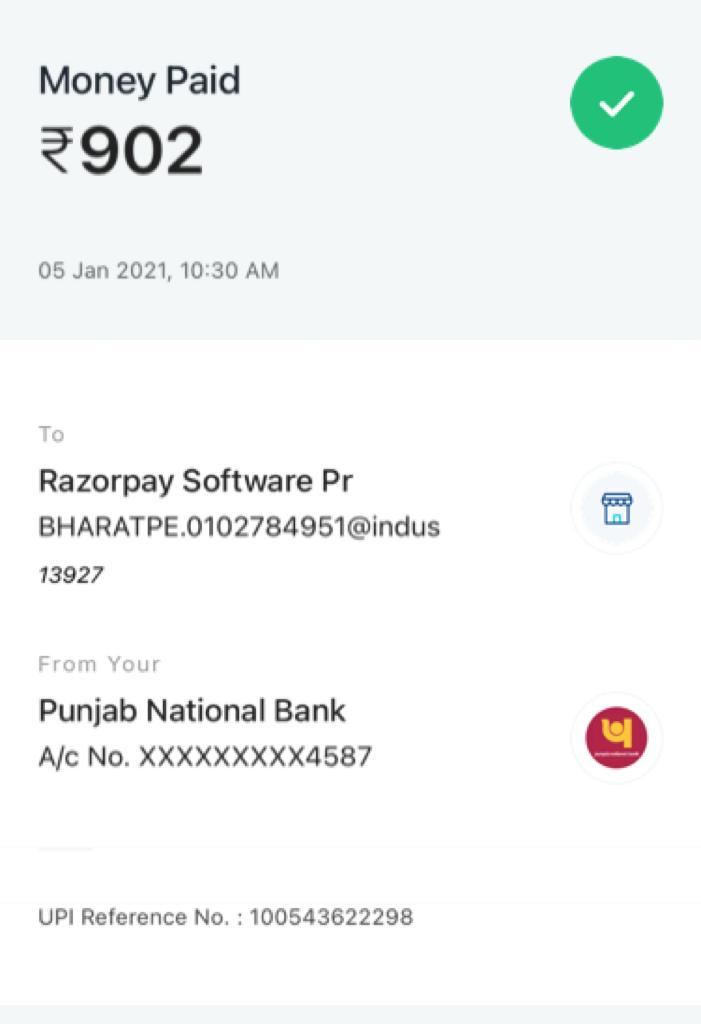 Money Paid
₹902
05 Jan 2021, 10:30 AM
To
Razorpay Software Pr
BHARATPE.0102784951@indus
13927
From Your
Punjab National Bank
A/c No. XXXXXXXXX4587
UPI Reference No. : 100543622298